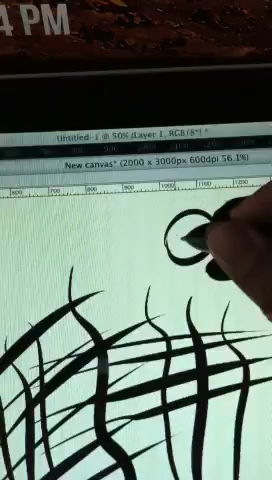 4 PM
Untitled-1 @ 50% (Layer 1, RGB/8*) *
New canvas* (2000 x 3000px 600dpi 56.1%)
600 700 800 900 1000 1100 1200